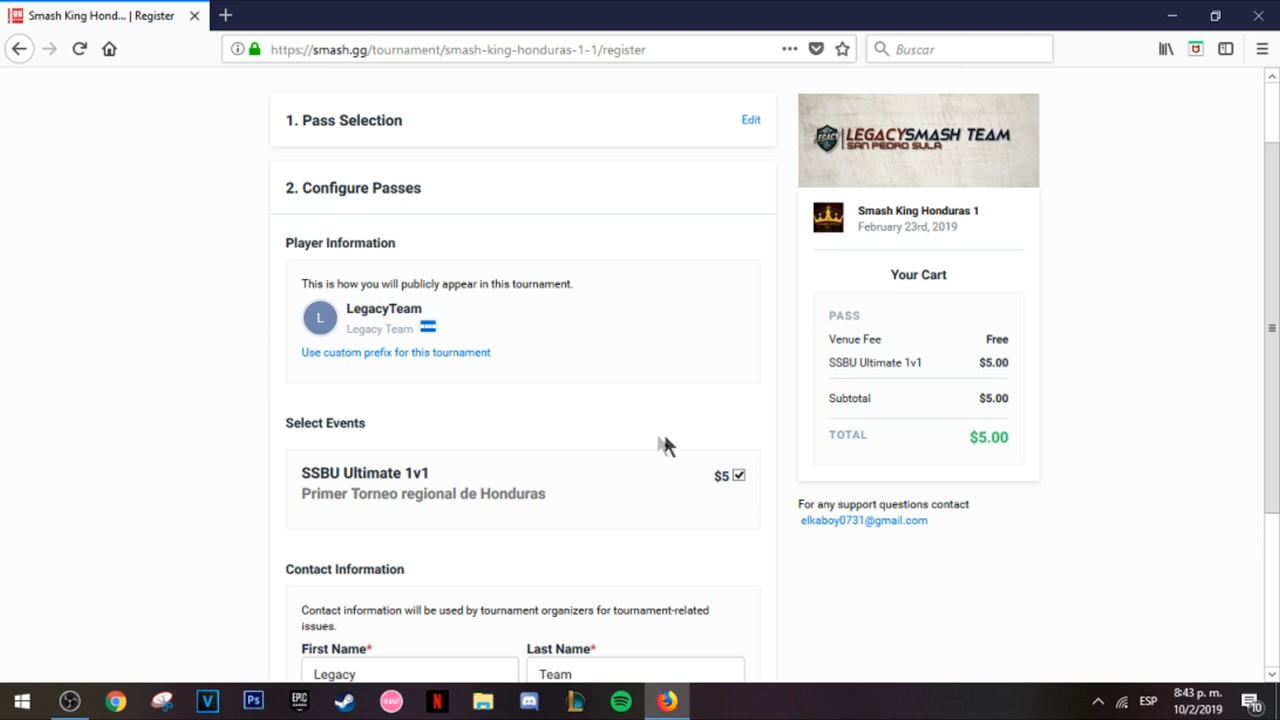 Smash King Hond... | Register
https://smash.gg/tournament/smash-king-honduras-1-1/register
Buscar
1. Pass Selection
Edit
2. Configure Passes
Player Information
This is how you will publicly appear in this tournament.
L
LegacyTeam
Legacy Team
Use custom prefix for this tournament
Select Events
SSBU Ultimate 1v1
$5
Primer Torneo regional de Honduras
Contact Information
Contact information will be used by tournament organizers for tournament-related
issues.
First Name*
Last Name*
Legacy
Team
LEGACYSMASH TEAM
SAN PEDRO SULA
Smash King Honduras 1
February 23rd, 2019
Your Cart
PASS
Venue Fee Free
SSBU Ultimate 1v1 $5.00
Subtotal $5.00
TOTAL $5.00
For any support questions contact
elkaboy0731@gmail.com
V
Ps
EPIC
GAMES
osu!
N
ESP
8:43 p. m.
10/2/2019
10